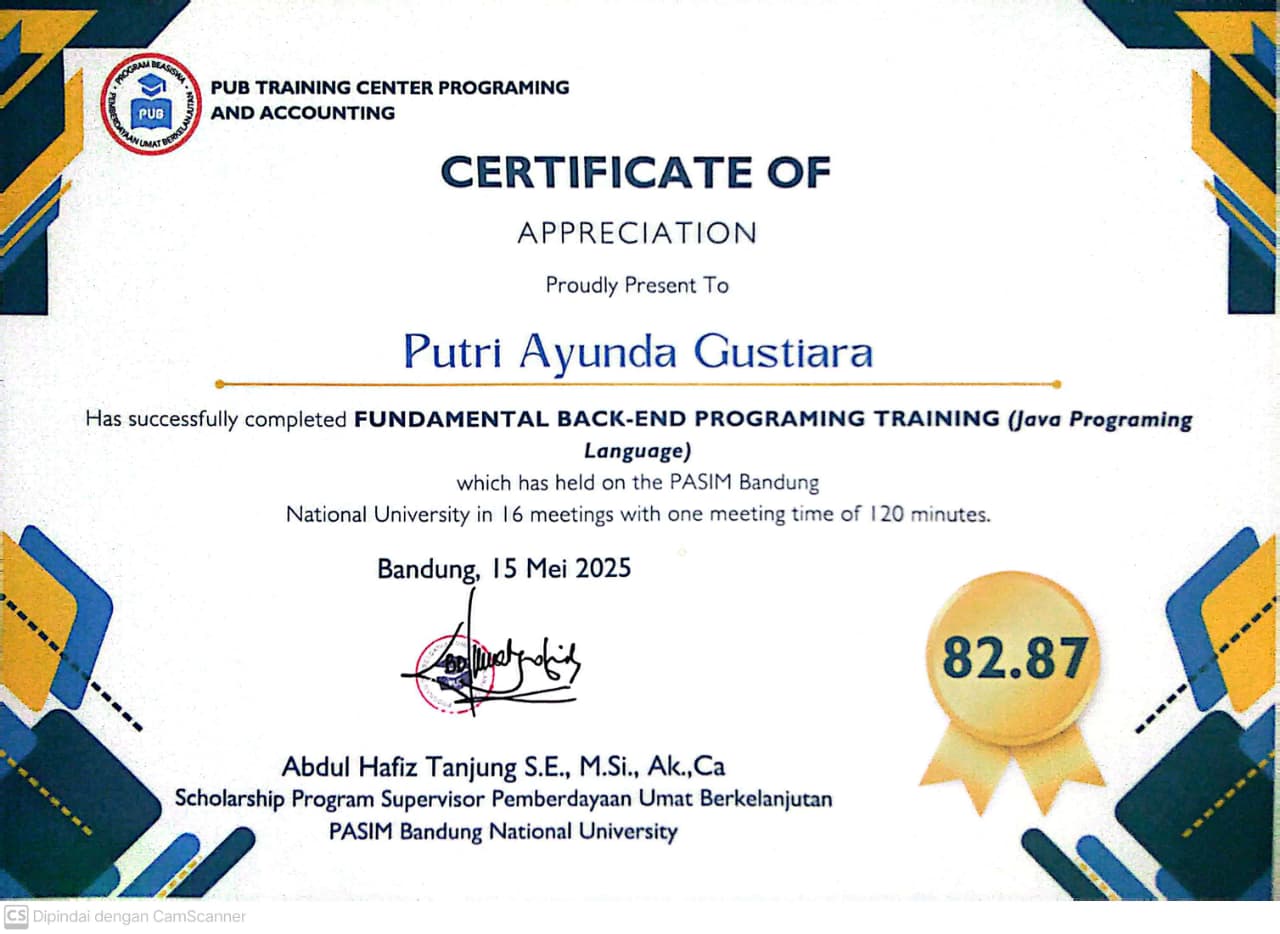 PROGRAM BEASISWA
PEMBERDAYAAN UMAT BERKELANJUTAN
PUB
PUB TRAINING CENTER PROGRAMING
AND ACCOUNTING
CERTIFICATE OF
APPRECIATION
Proudly Present To
Putri Ayunda Gustiara
Has successfully completed FUNDAMENTAL BACK-END PROGRAMING TRAINING (Java Programing
Language)
which has held on the PASIM Bandung
National University in 16 meetings with one meeting time of 120 minutes.
Bandung, 15 Mei 2025
82.87
Abdul Hafiz Tanjung S.E., M.Si., Ak.,Ca
Scholarship Program Supervisor Pemberdayaan Umat Berkelanjutan
PASIM Bandung National University
CS Dipindai dengan CamScanner